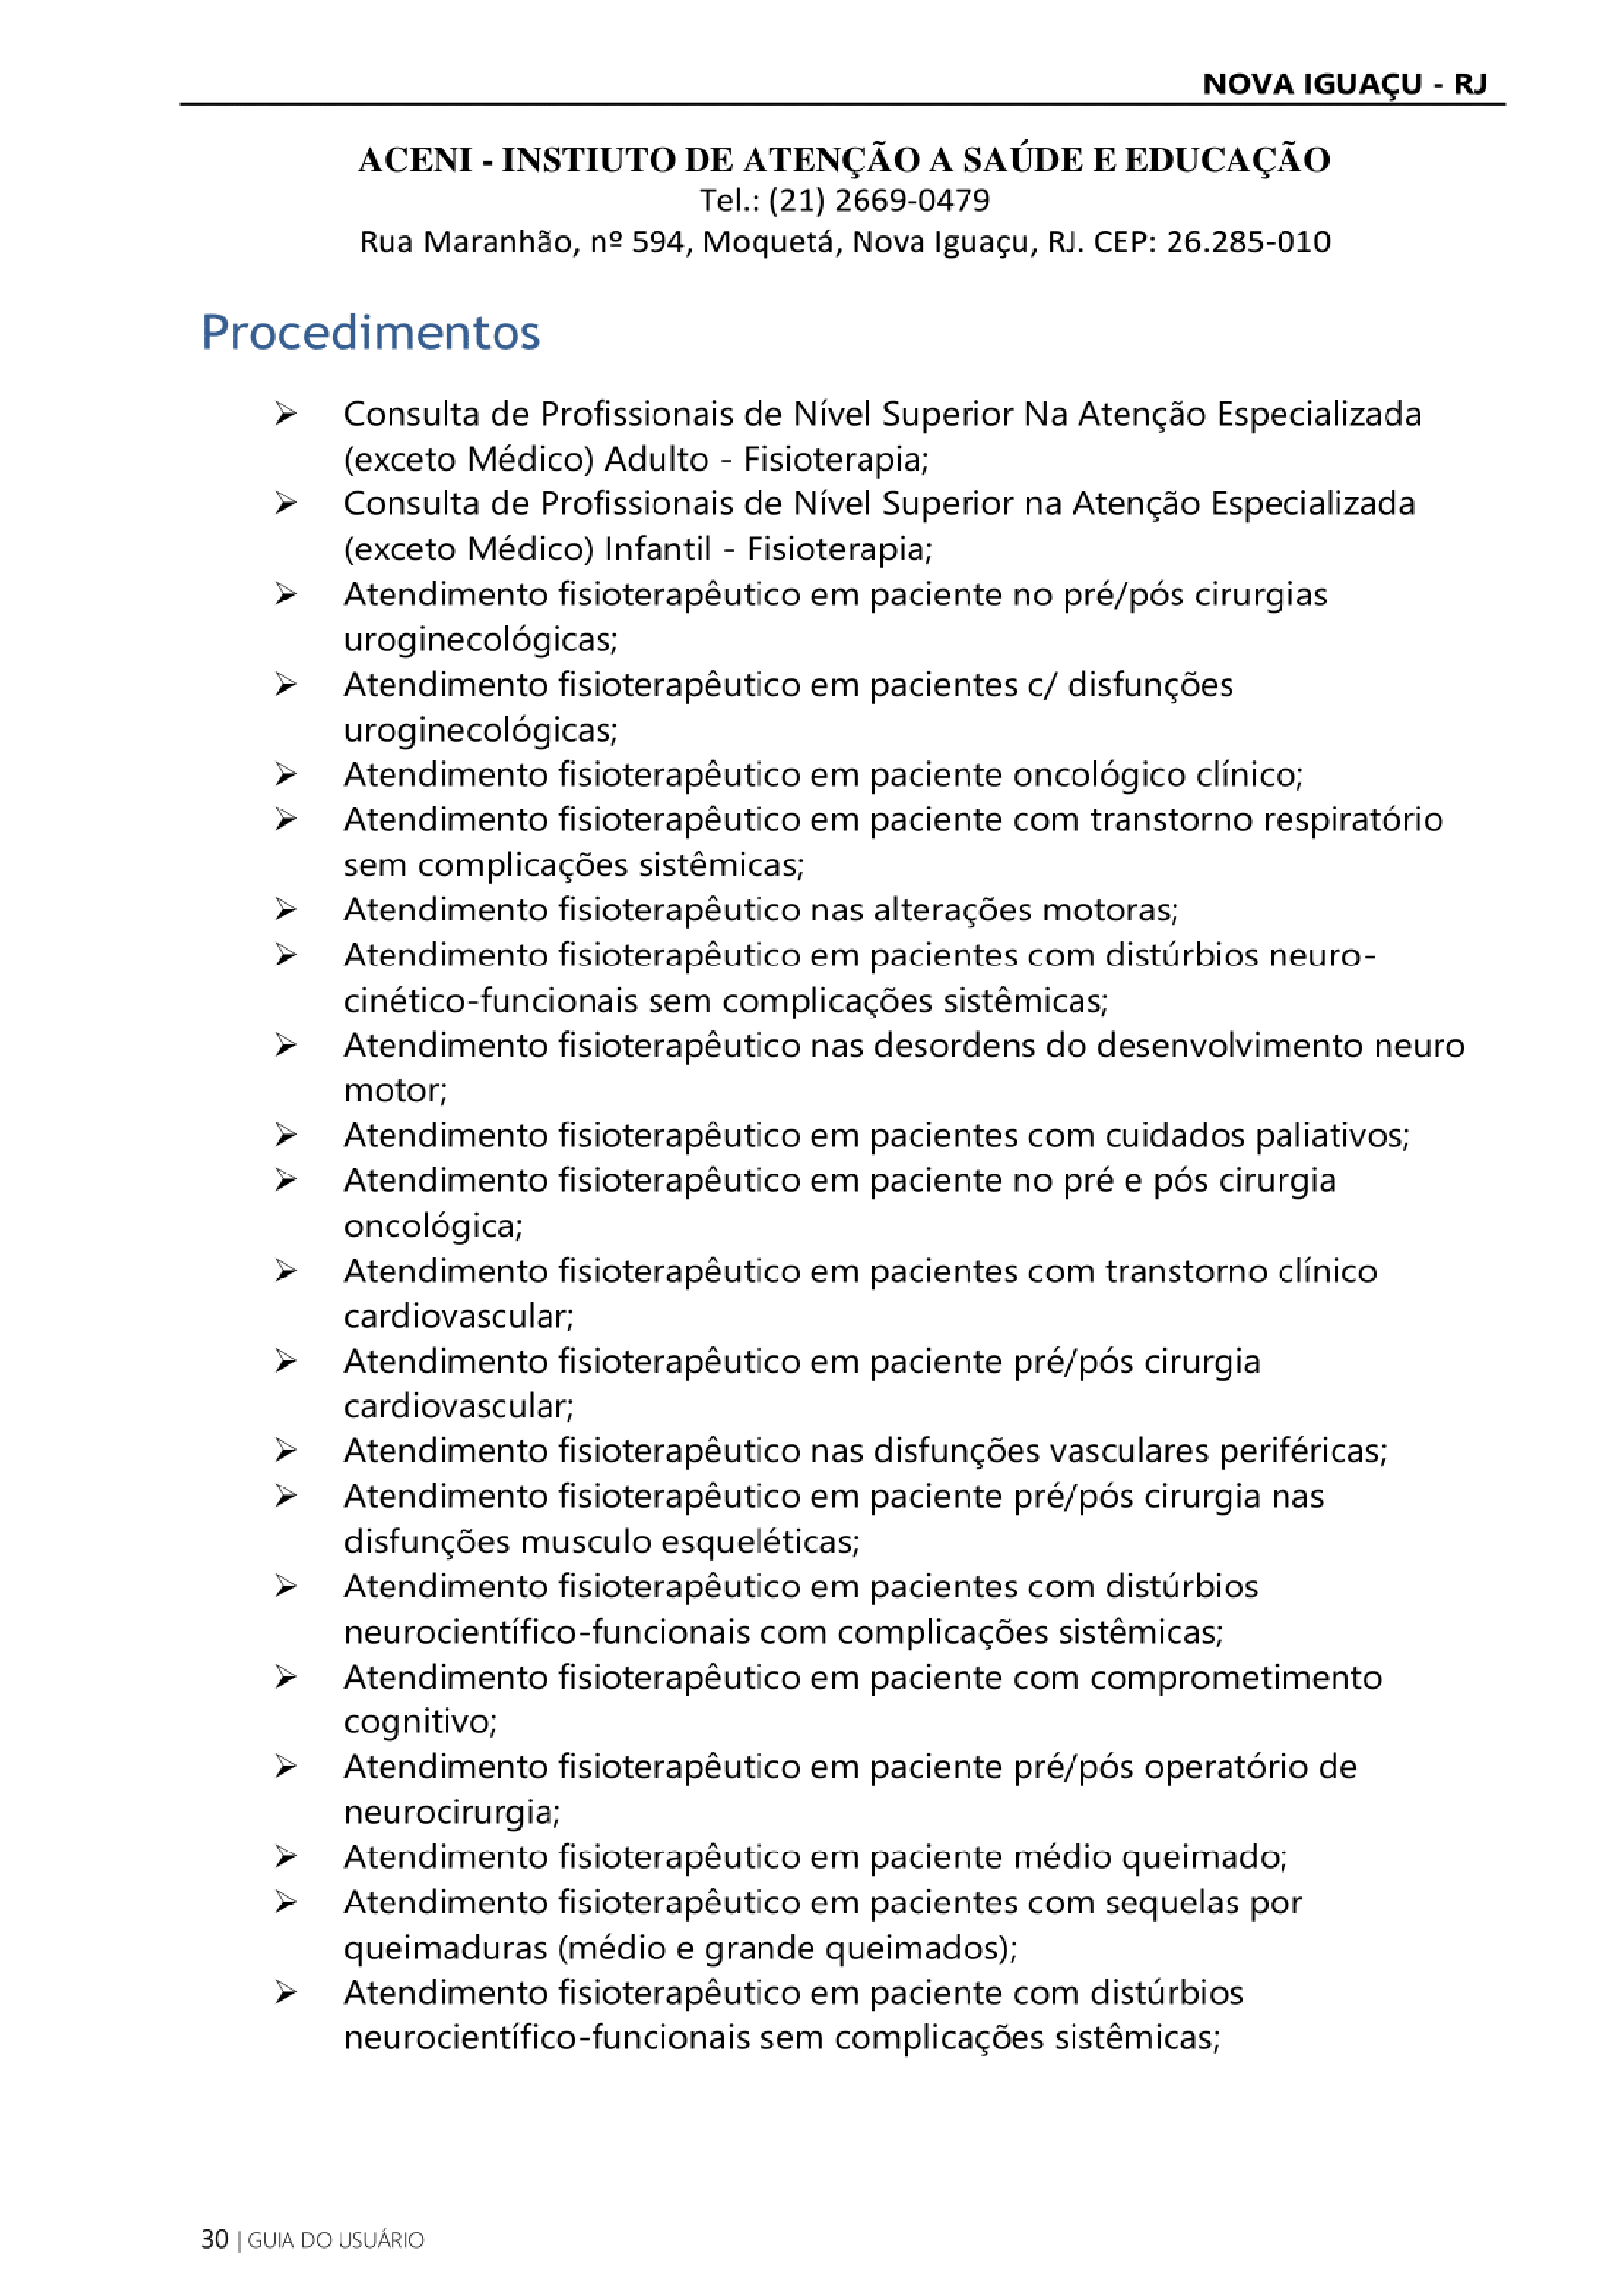 NOVA IGUAÇU - RJ
ACENI - INSTIUTO DE ATENÇÃO A SAÚDE E EDUCAÇÃO
Tel.: (21) 2669-0479
Rua Maranhão, nº 594, Moquetá, Nova Iguaçu, RJ. CEP: 26.285-010
Procedimentos
➢ Consulta de Profissionais de Nível Superior Na Atenção Especializada
(exceto Médico) Adulto - Fisioterapia;
➢ Consulta de Profissionais de Nível Superior na Atenção Especializada
(exceto Médico) Infantil - Fisioterapia;
➢ Atendimento fisioterapêutico em paciente no pré/pós cirurgias
uroginecológicas;
➢ Atendimento fisioterapêutico em pacientes c/ disfunções
uroginecológicas;
➢ Atendimento fisioterapêutico em paciente oncológico clínico;
➢ Atendimento fisioterapêutico em paciente com transtorno respiratório
sem complicações sistêmicas;
➢ Atendimento fisioterapêutico nas alterações motoras;
➢ Atendimento fisioterapêutico em pacientes com distúrbios neuro-
cinético-funcionais sem complicações sistêmicas;
➢ Atendimento fisioterapêutico nas desordens do desenvolvimento neuro
motor;
➢ Atendimento fisioterapêutico em pacientes com cuidados paliativos;
➢ Atendimento fisioterapêutico em paciente no pré e pós cirurgia
oncológica;
➢ Atendimento fisioterapêutico em pacientes com transtorno clínico
cardiovascular;
➢ Atendimento fisioterapêutico em paciente pré/pós cirurgia
cardiovascular;
➢ Atendimento fisioterapêutico nas disfunções vasculares periféricas;
➢ Atendimento fisioterapêutico em paciente pré/pós cirurgia nas
disfunções musculo esqueléticas;
➢ Atendimento fisioterapêutico em pacientes com distúrbios
neurocientífico-funcionais com complicações sistêmicas;
➢ Atendimento fisioterapêutico em paciente com comprometimento
cognitivo;
➢ Atendimento fisioterapêutico em paciente pré/pós operatório de
neurocirurgia;
➢ Atendimento fisioterapêutico em paciente médio queimado;
➢ Atendimento fisioterapêutico em pacientes com sequelas por
queimaduras (médio e grande queimados);
➢ Atendimento fisioterapêutico em paciente com distúrbios
neurocientífico-funcionais sem complicações sistêmicas;
30 | GUIA DO USUÁRIO